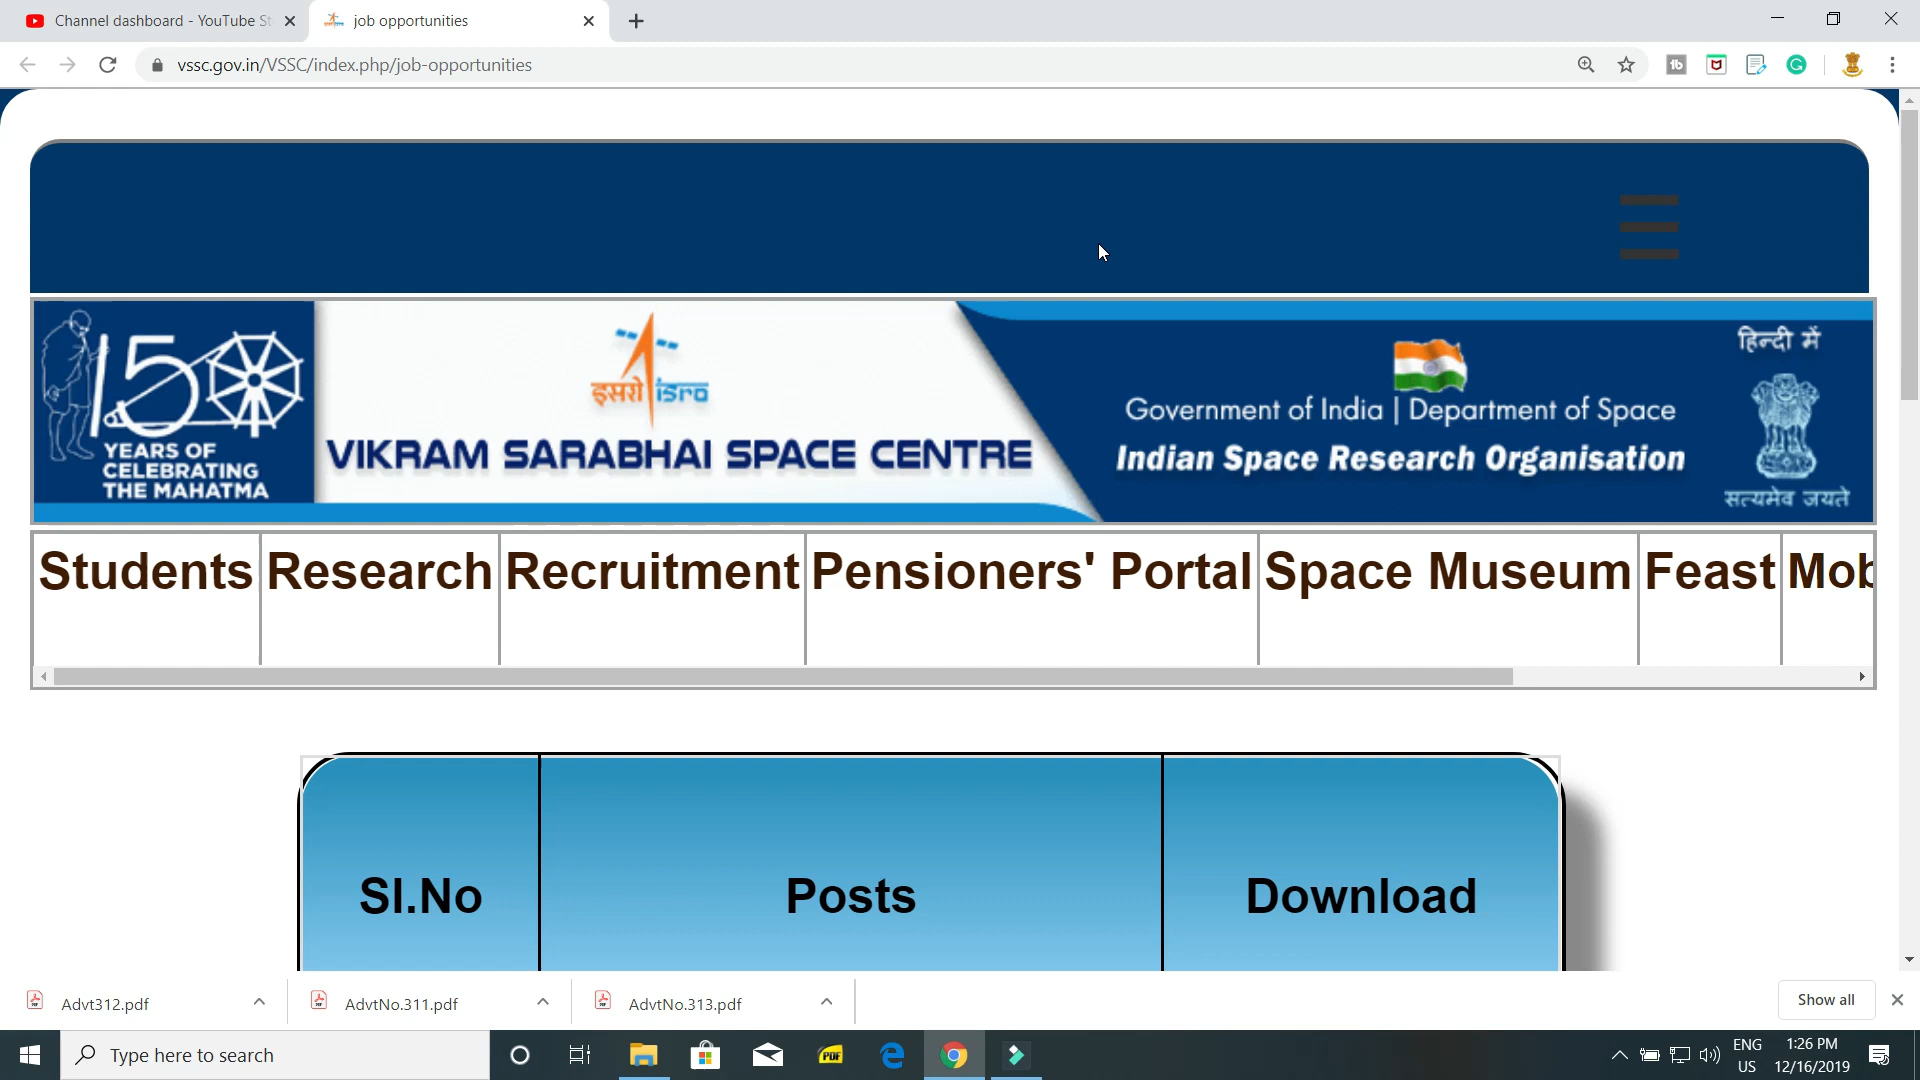 Channel dashboard - YouTube St
job opportunities
vssc.gov.in/VSSC/index.php/job-opportunities
150
YEARS OF
CELEBRATING
THE MAHATMA
इसरो isro
VIKRAM SARABHAI SPACE CENTRE
Government of India | Department of Space
Indian Space Research Organisation
हिन्दी में
सत्यमेव जयते
Students
Research
Recruitment
Pensioners' Portal
Space Museum
Feast
Mob
Sl.No
Posts
Download
Advt312.pdf
AdvtNo.311.pdf
AdvtNo.313.pdf
Show all
Type here to search
PDF
ENG
US
1:26 PM
12/16/2019